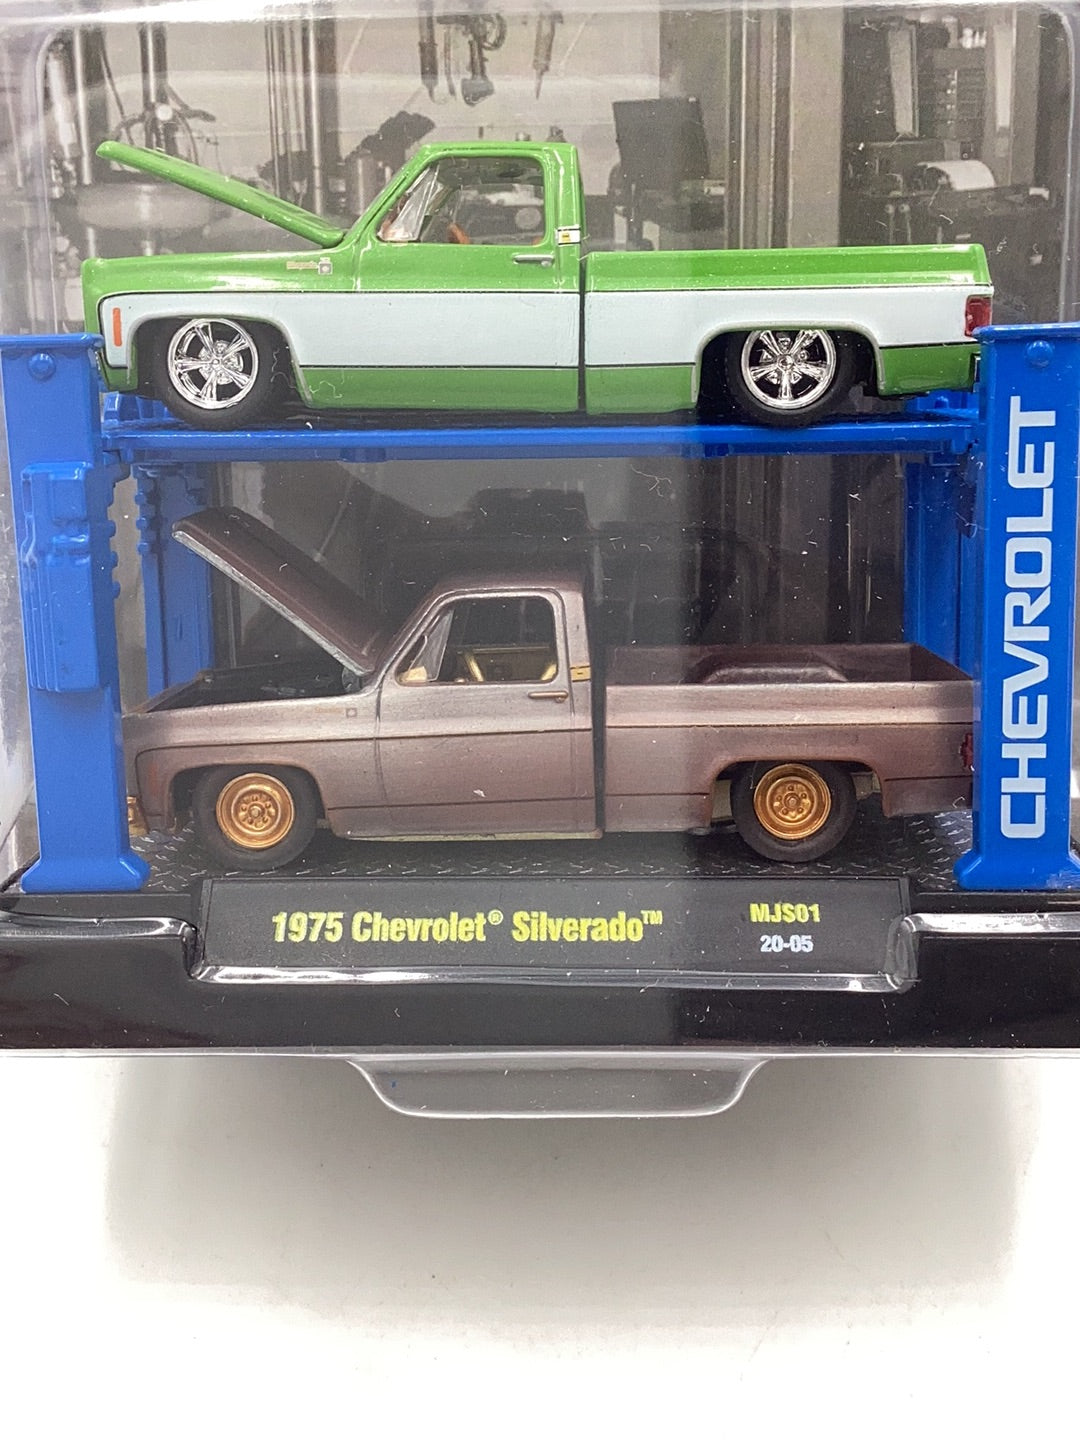 CHEVROLET
1975 Chevrolet® Silverado™
MJS01
20-05